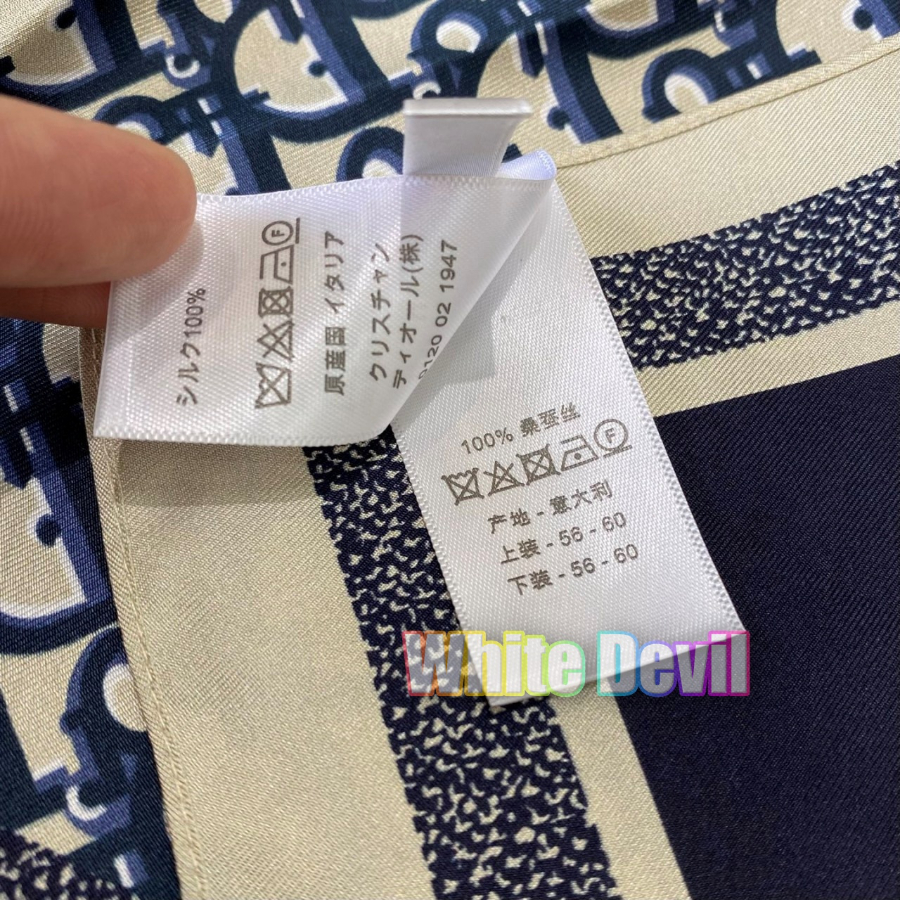 シルク100%
原産国 イタリア
クリスチャン
ディオール(株)
0120 02 1947
100% 桑蚕丝
产地 - 意大利
上装 - 56 - 60
下装 - 56 - 60
White Devil